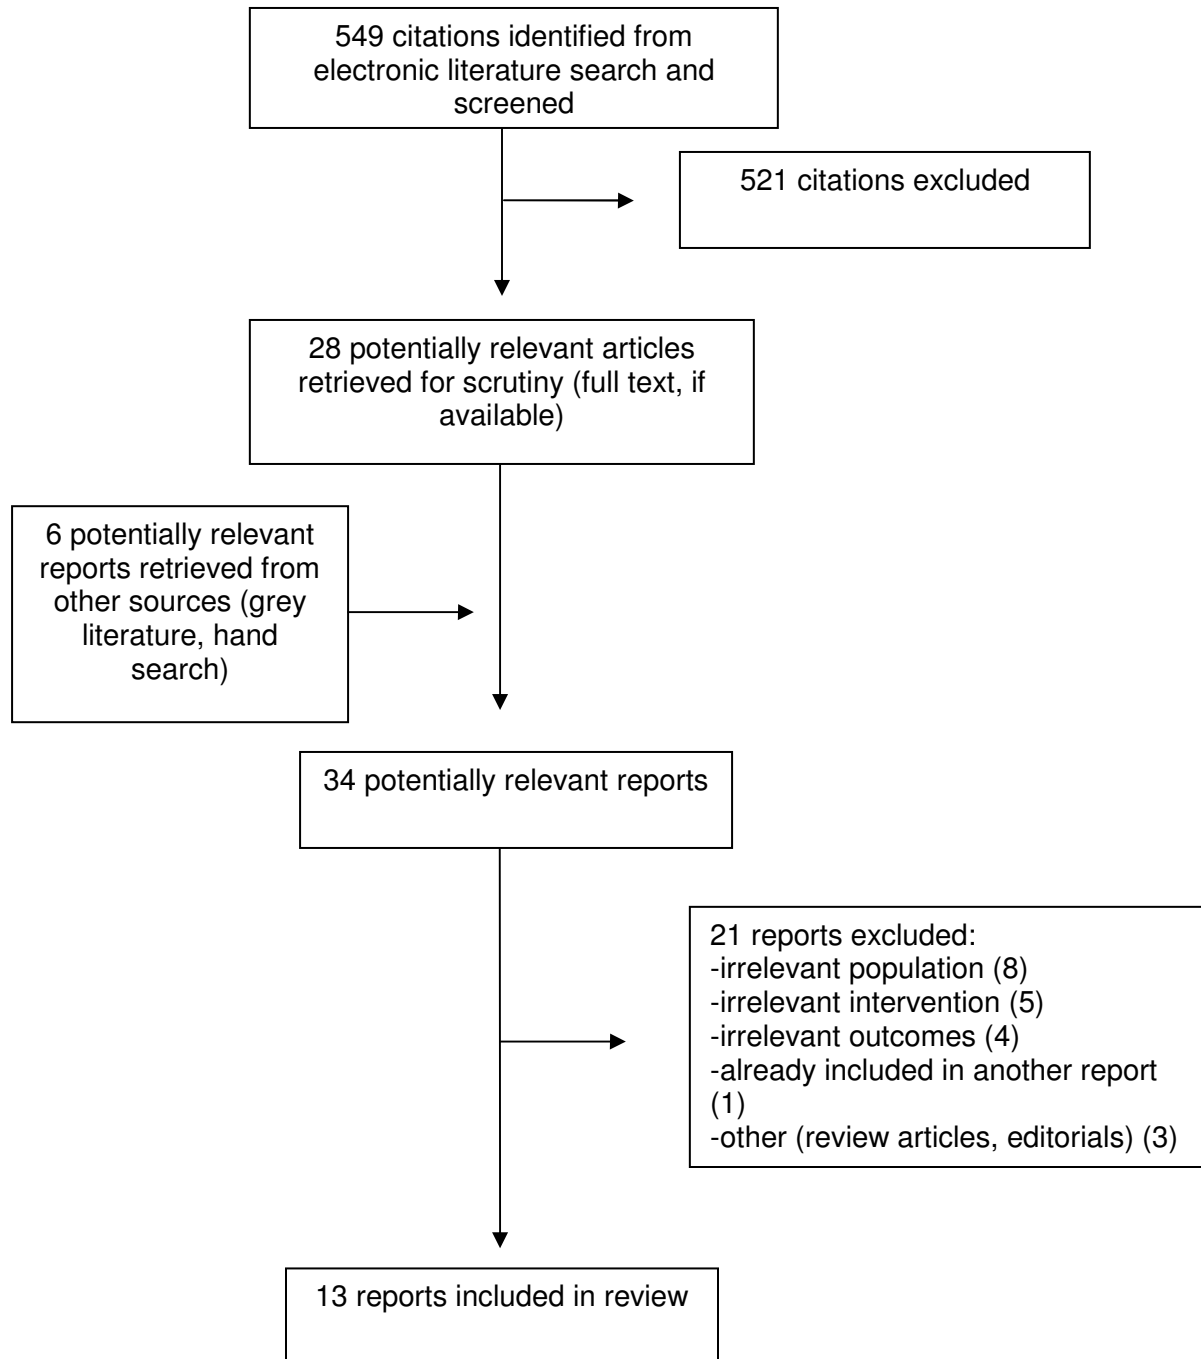 549 citations identified from
electronic literature search and
screened
521 citations excluded
28 potentially relevant articles
retrieved for scrutiny (full text, if
available)
6 potentially relevant
reports retrieved from
other sources (grey
literature, hand
search)
34 potentially relevant reports
21 reports excluded:
-irrelevant population (8)
-irrelevant intervention (5)
-irrelevant outcomes (4)
-already included in another report
(1)
-other (review articles, editorials) (3)
13 reports included in review